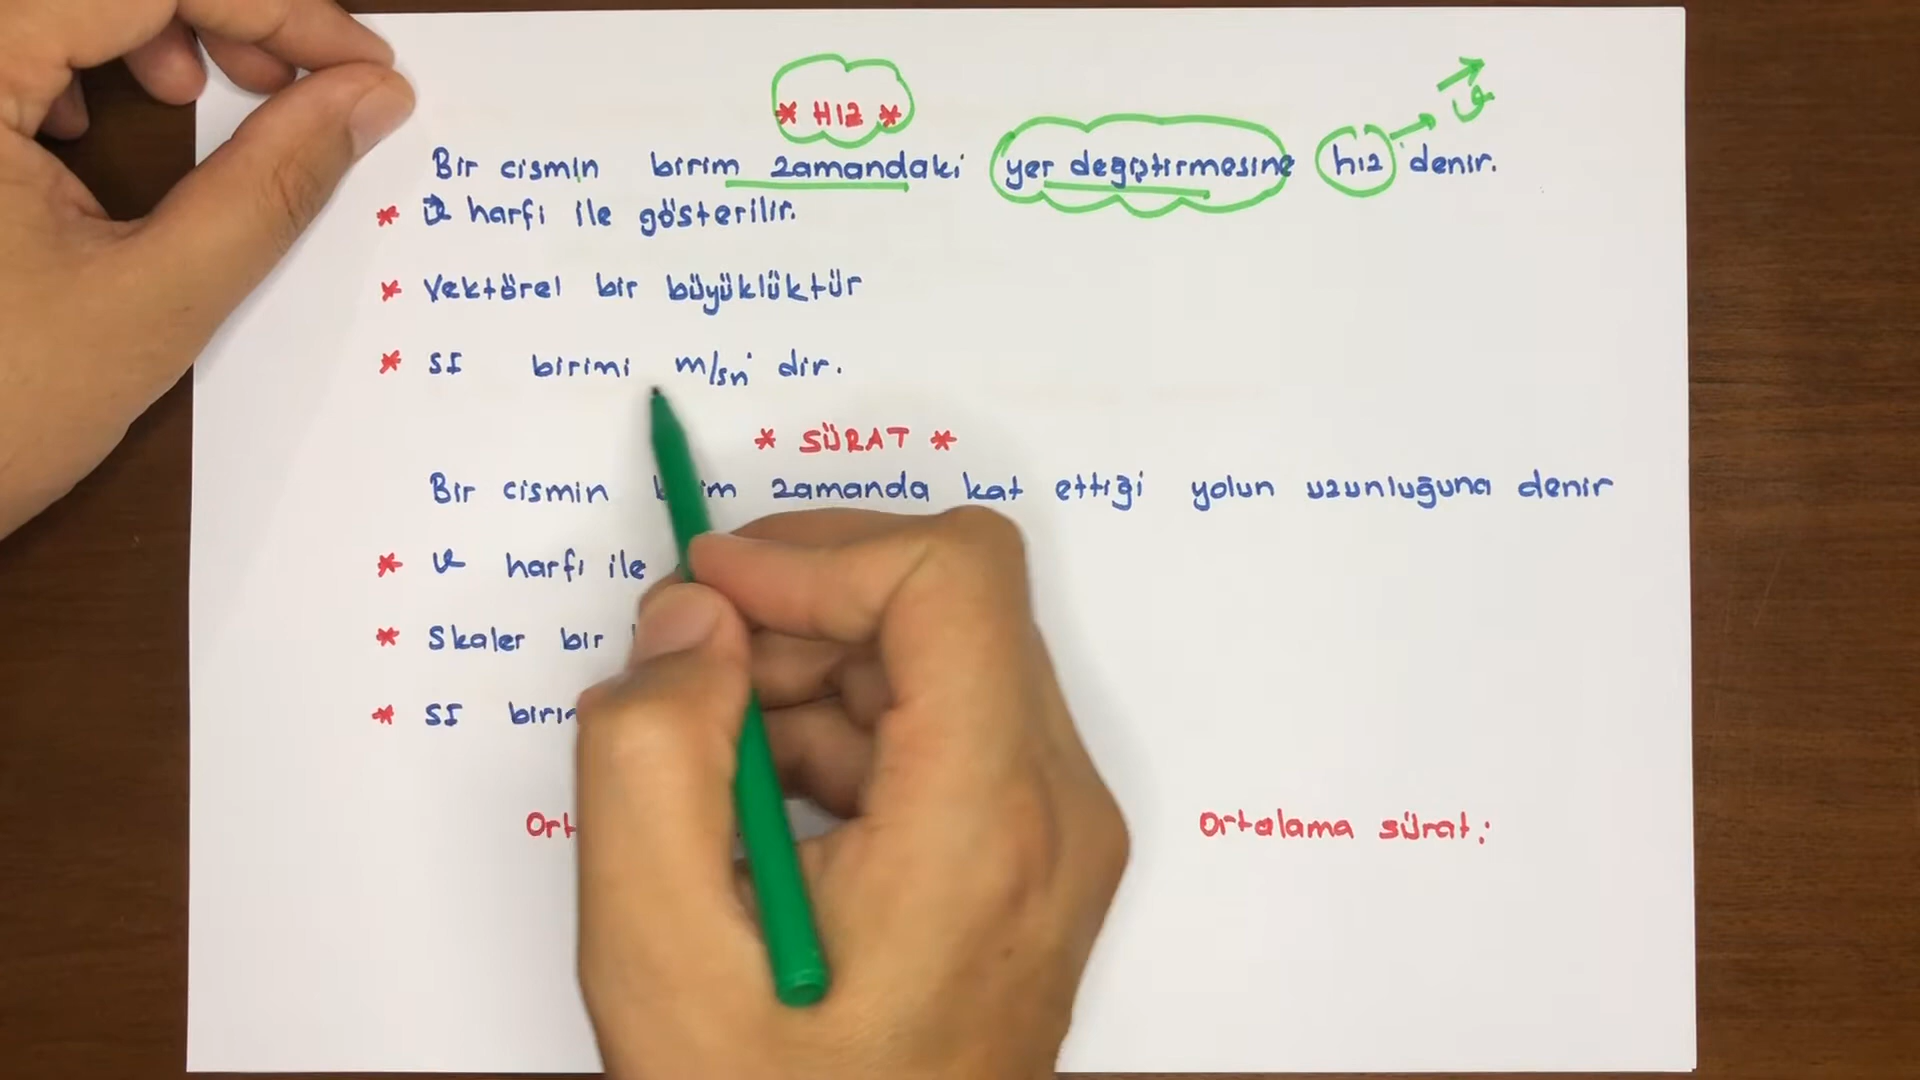 * HIZ *
v
Bir cismin birim zamandaki yer değiştirmesine hız denir.
* v harfi ile gösterilir.
* Vektörel bir büyüklüktür
* SI birimi m/sn' dir.
* SÜRAT *
Bir cismin zamanda kat ettiği yolun uzunluğuna denir
* v harfi ile
* Skaler bir
* SI
Ortalama sürat: